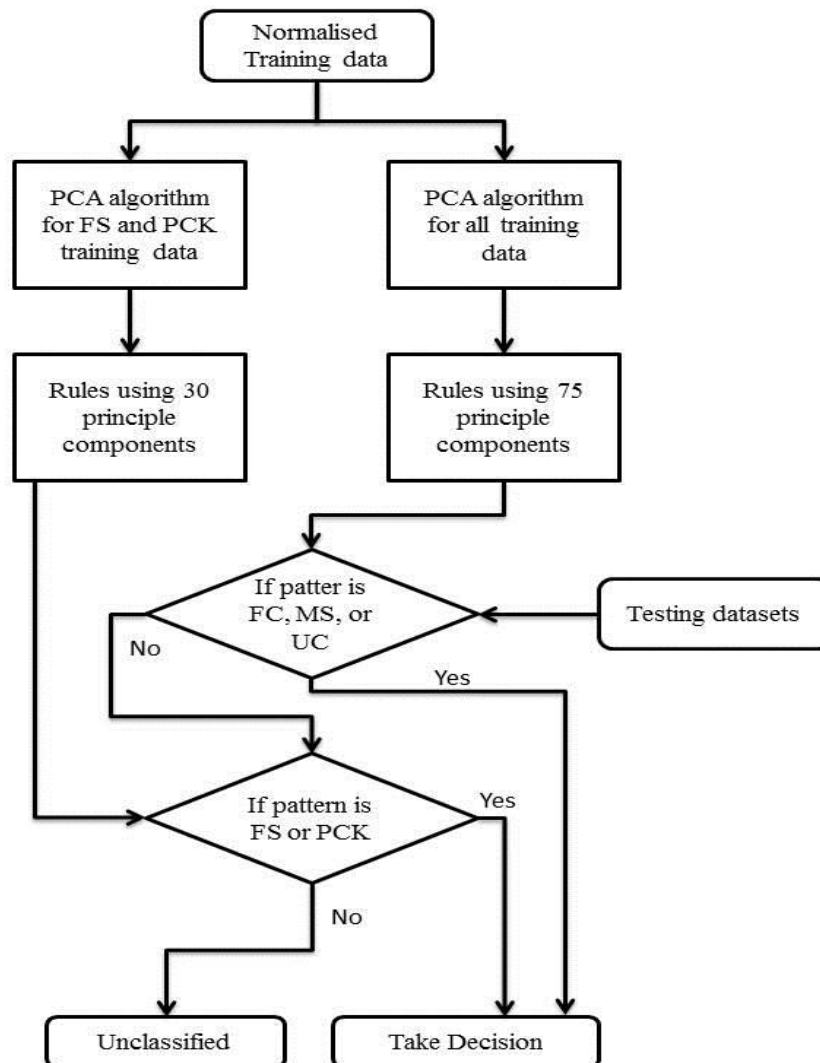 Normalised
Training data
PCA algorithm
for FS and PCK
training data
PCA algorithm
for all training
data
Rules using 30
principle
components
Rules using 75
principle
components
If patter is
FC, MS, or
UC
Testing datasets
No
Yes
If pattern is
FS or PCK
Yes
No
Unclassified
Take Decision